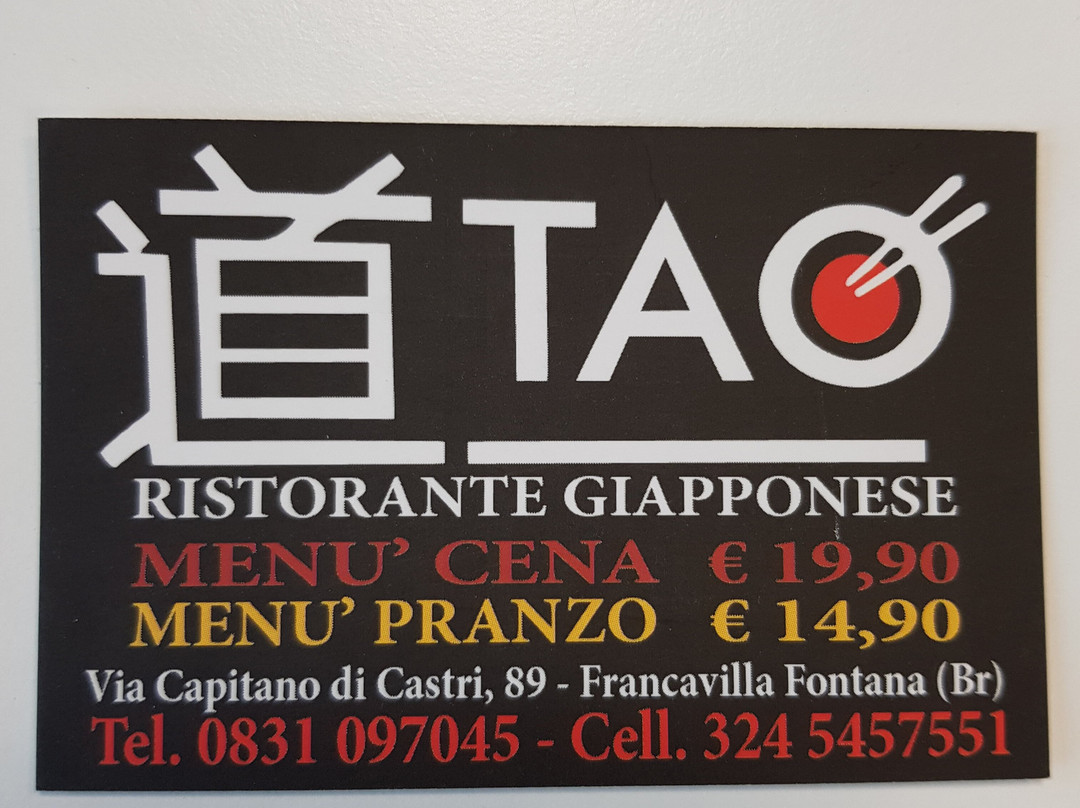 道 TAO
RISTORANTE GIAPPONESE
MENU' CENA € 19,90
MENU' PRANZO € 14,90
Via Capitano di Castri, 89 - Francavilla Fontana (Br)
Tel. 0831 097045 - Cell. 324 5457551